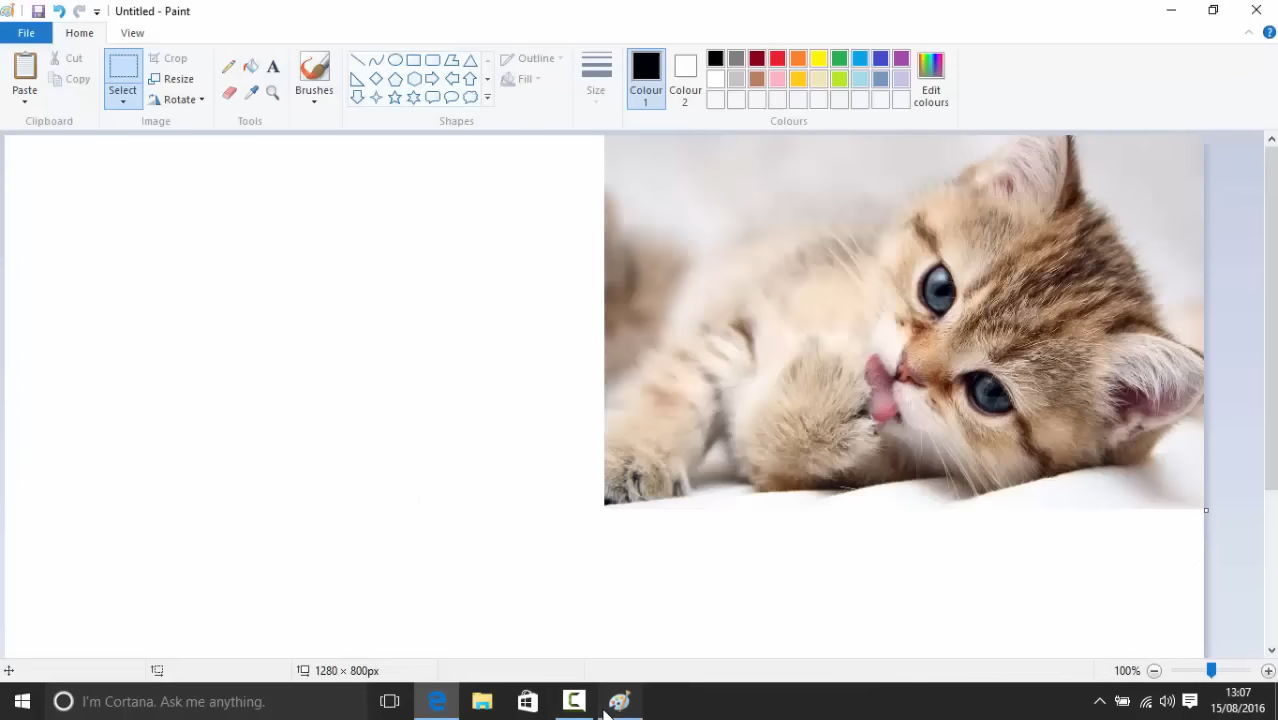 Untitled - Paint
File Home View
Paste
Cut
Copy
Clipboard
Select
Crop
Resize
Rotate
Image
A
Tools
Brushes
Outline
Fill
Shapes
Size
Colour 1
Colour 2
Edit colours
Colours
1280 × 800px
100%
I'm Cortana. Ask me anything.
13:07
15/08/2016